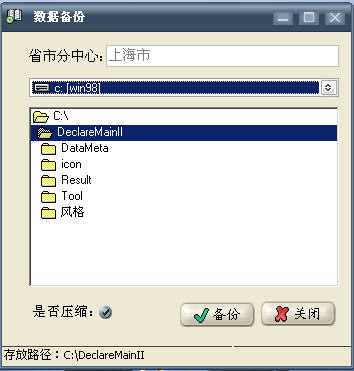 数据备份
省市分中心：上海市
c: [win98]
C:\
DeclareMainII
DataMeta
icon
Result
Tool
风格
是否压缩：
备份
关闭
存放路径：C:\DeclareMainII